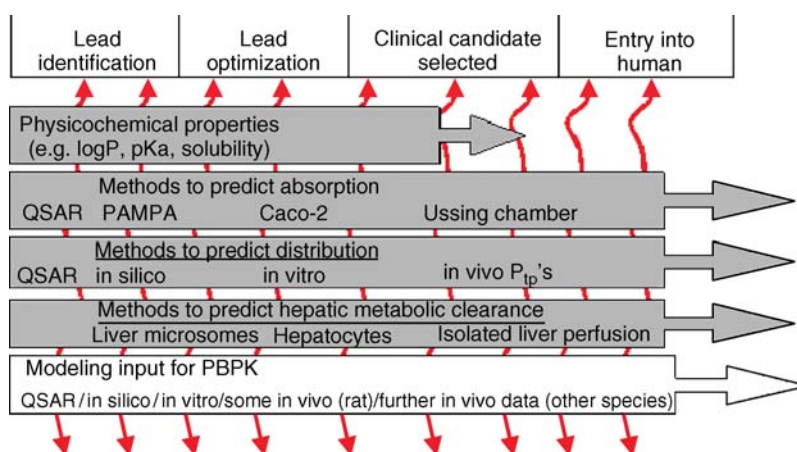 Lead identification
Lead optimization
Clinical candidate selected
Entry into human
Physicochemical properties
(e.g. logP, pKa, solubility)
Methods to predict absorption
QSAR PAMPA Caco-2 Ussing chamber
Methods to predict distribution
QSAR in silico in vitro in vivo Ptp's
Methods to predict hepatic metabolic clearance
Liver microsomes Hepatocytes Isolated liver perfusion
Modeling input for PBPK
QSAR/in silico/in vitro/some in vivo (rat)/further in vivo data (other species)